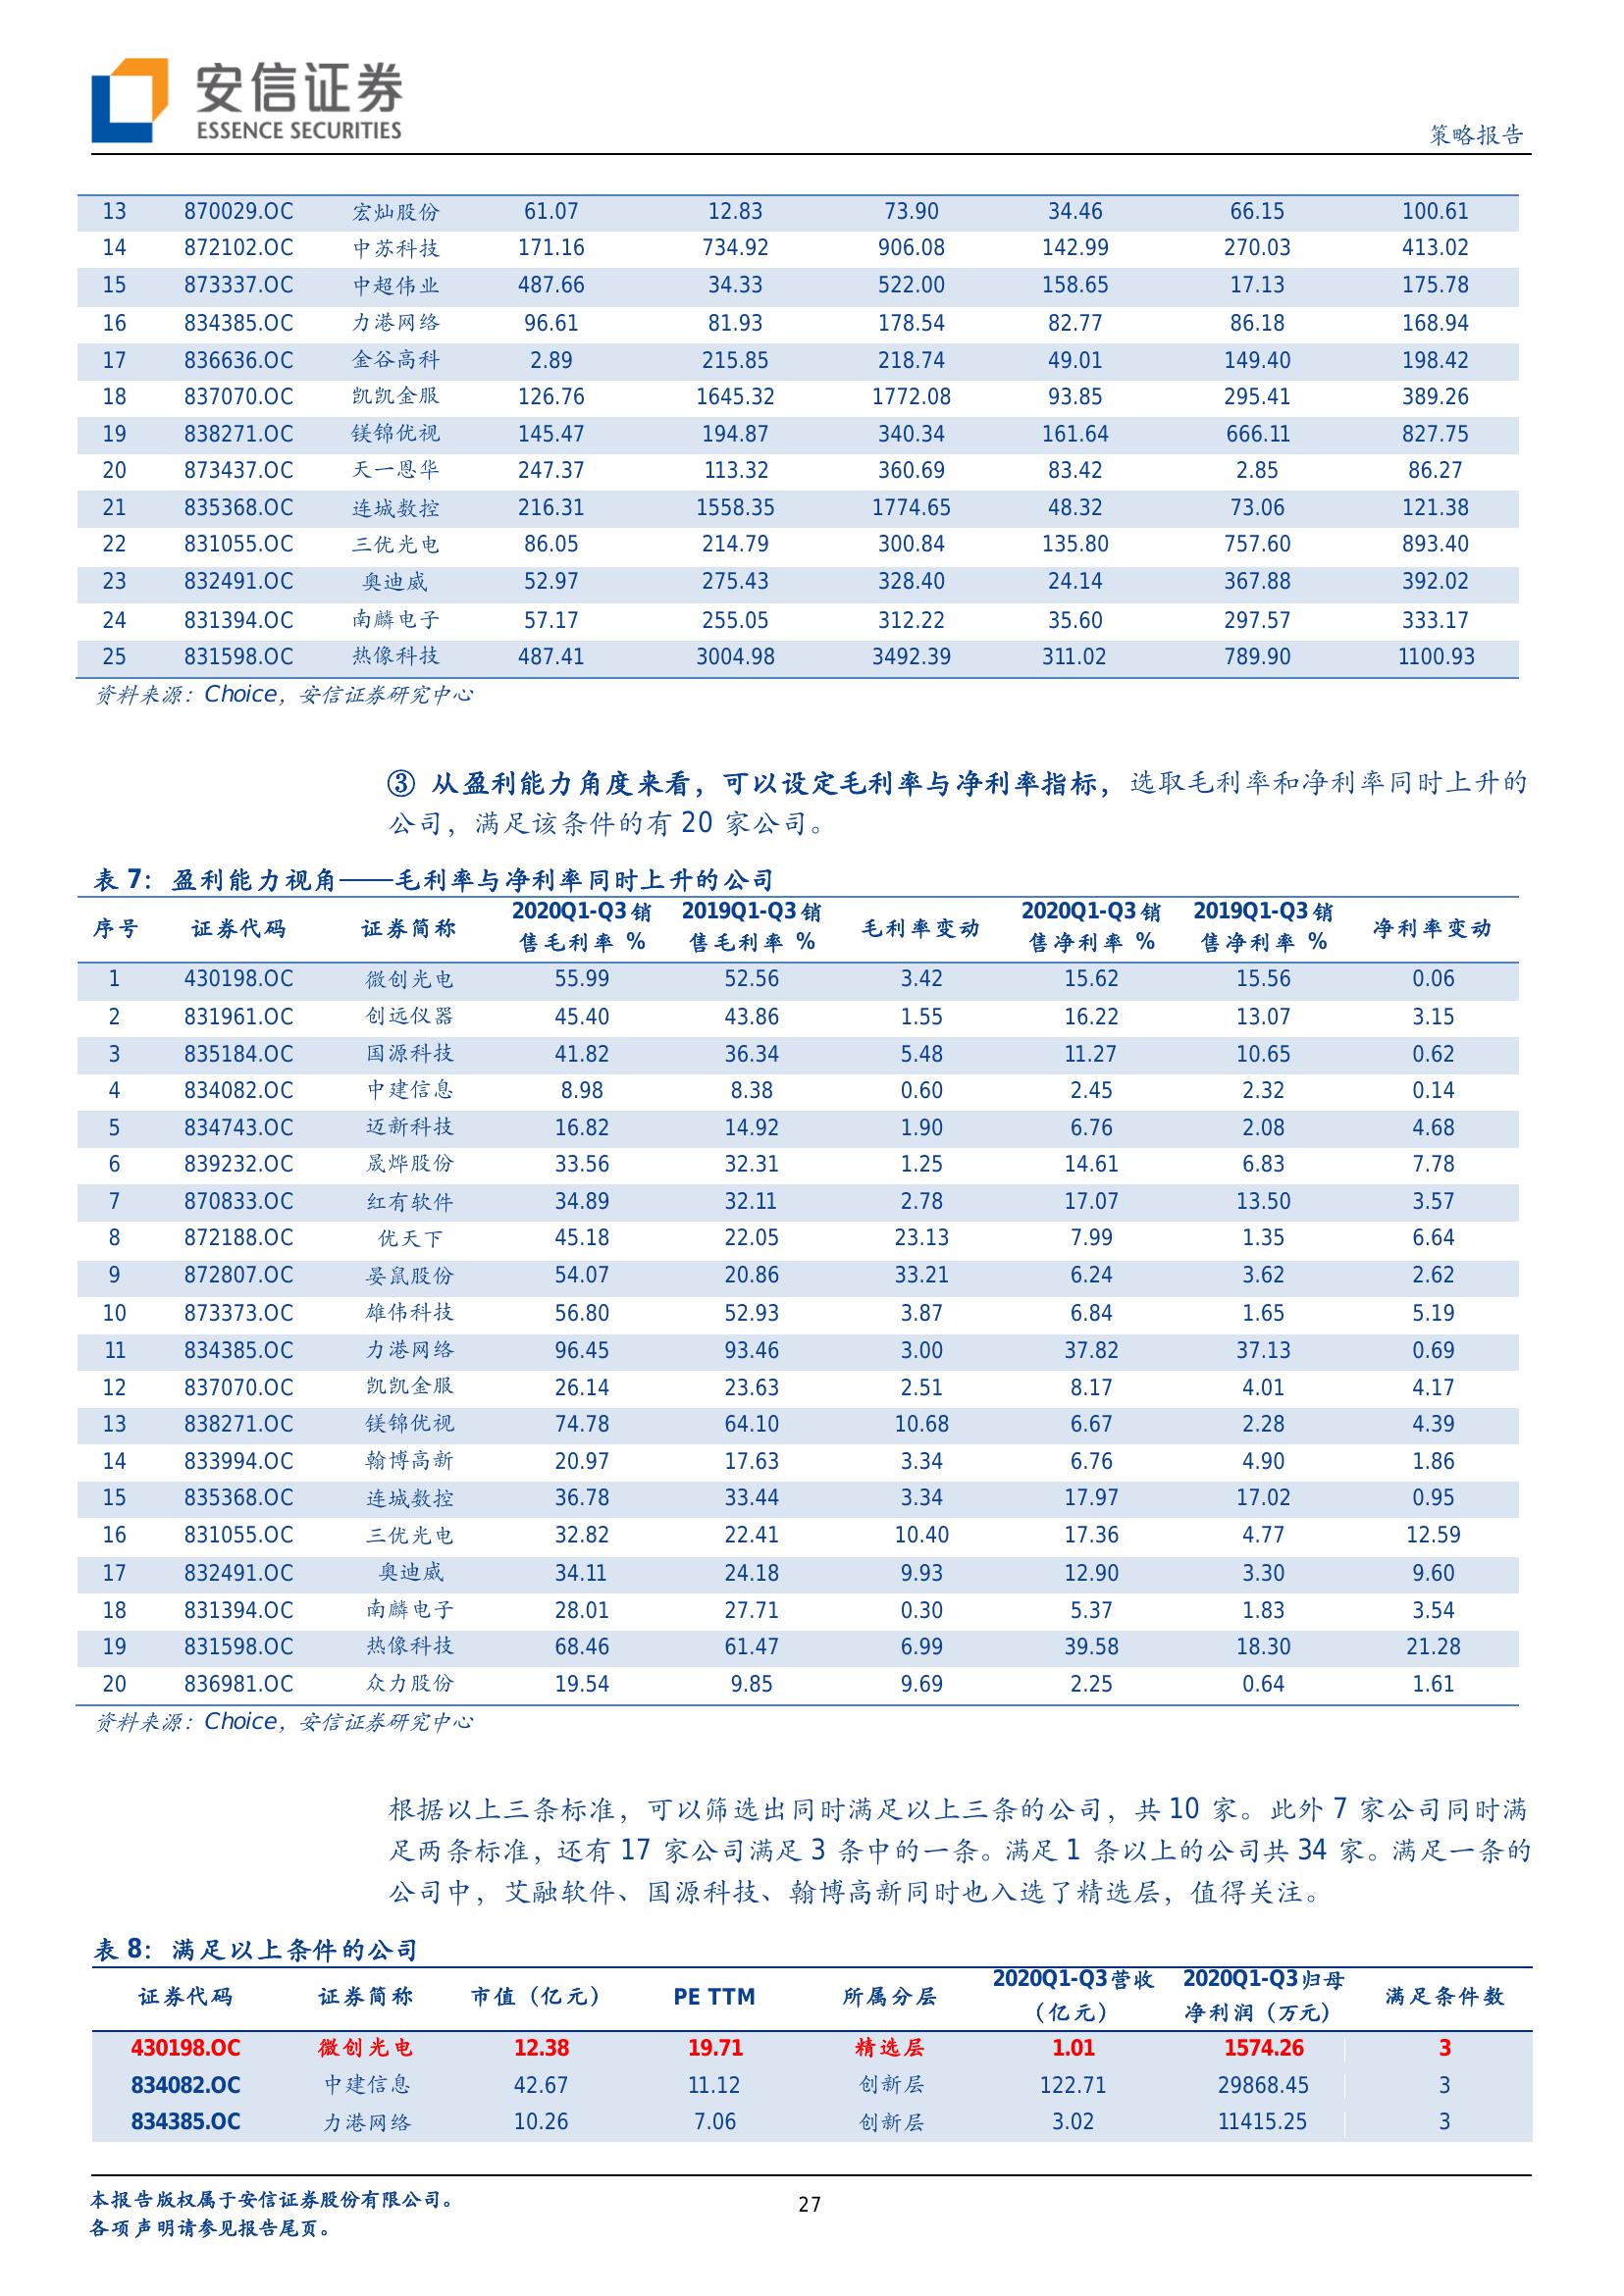 安信证券
ESSENCE SECURITIES
策略报告
13 870029.OC 宏灿股份 61.07 12.83 73.90 34.46 66.15 100.61
14 872102.OC 中苏科技 171.16 734.92 906.08 142.99 270.03 413.02
15 873337.OC 中超伟业 487.66 34.33 522.00 158.65 17.13 175.78
16 834385.OC 力港网络 96.61 81.93 178.54 82.77 86.18 168.94
17 836636.OC 金谷高科 2.89 215.85 218.74 49.01 149.40 198.42
18 837070.OC 凯凯金服 126.76 1645.32 1772.08 93.85 295.41 389.26
19 838271.OC 镁锦优视 145.47 194.87 340.34 161.64 666.11 827.75
20 873437.OC 天一恩华 247.37 113.32 360.69 83.42 2.85 86.27
21 835368.OC 连城数控 216.31 1558.35 1774.65 48.32 73.06 121.38
22 831055.OC 三优光电 86.05 214.79 300.84 135.80 757.60 893.40
23 832491.OC 奥迪威 52.97 275.43 328.40 24.14 367.88 392.02
24 831394.OC 南麟电子 57.17 255.05 312.22 35.60 297.57 333.17
25 831598.OC 热像科技 487.41 3004.98 3492.39 311.02 789.90 1100.93
资料来源：Choice，安信证券研究中心
③ 从盈利能力角度来看，可以设定毛利率与净利率指标，选取毛利率和净利率同时上升的
公司，满足该条件的有 20 家公司。
表 7：盈利能力视角——毛利率与净利率同时上升的公司
序号 证券代码 证券简称 2020Q1-Q3 销售毛利率 % 2019Q1-Q3 销售毛利率 % 毛利率变动 2020Q1-Q3 销售净利率 % 2019Q1-Q3 销售净利率 % 净利率变动
1 430198.OC 微创光电 55.99 52.56 3.42 15.62 15.56 0.06
2 831961.OC 创远仪器 45.40 43.86 1.55 16.22 13.07 3.15
3 835184.OC 国源科技 41.82 36.34 5.48 11.27 10.65 0.62
4 834082.OC 中建信息 8.98 8.38 0.60 2.45 2.32 0.14
5 834743.OC 迈新科技 16.82 14.92 1.90 6.76 2.08 4.68
6 839232.OC 晟烨股份 33.56 32.31 1.25 14.61 6.83 7.78
7 870833.OC 红有软件 34.89 32.11 2.78 17.07 13.50 3.57
8 872188.OC 优天下 45.18 22.05 23.13 7.99 1.35 6.64
9 872807.OC 晏鼠股份 54.07 20.86 33.21 6.24 3.62 2.62
10 873373.OC 雄伟科技 56.80 52.93 3.87 6.84 1.65 5.19
11 834385.OC 力港网络 96.45 93.46 3.00 37.82 37.13 0.69
12 837070.OC 凯凯金服 26.14 23.63 2.51 8.17 4.01 4.17
13 838271.OC 镁锦优视 74.78 64.10 10.68 6.67 2.28 4.39
14 833994.OC 翰博高新 20.97 17.63 3.34 6.76 4.90 1.86
15 835368.OC 连城数控 36.78 33.44 3.34 17.97 17.02 0.95
16 831055.OC 三优光电 32.82 22.41 10.40 17.36 4.77 12.59
17 832491.OC 奥迪威 34.11 24.18 9.93 12.90 3.30 9.60
18 831394.OC 南麟电子 28.01 27.71 0.30 5.37 1.83 3.54
19 831598.OC 热像科技 68.46 61.47 6.99 39.58 18.30 21.28
20 836981.OC 众力股份 19.54 9.85 9.69 2.25 0.64 1.61
资料来源：Choice，安信证券研究中心
根据以上三条标准，可以筛选出同时满足以上三条的公司，共 10 家。此外 7 家公司同时满
足两条标准，还有 17 家公司满足 3 条中的一条。满足 1 条以上的公司共 34 家。满足一条的
公司中，艾融软件、国源科技、翰博高新同时也入选了精选层，值得关注。
表 8：满足以上条件的公司
证券代码 证券简称 市值（亿元） PE TTM 所属分层 2020Q1-Q3 营收（亿元） 2020Q1-Q3 归母净利润（万元） 满足条件数
430198.OC 微创光电 12.38 19.71 精选层 1.01 1574.26 3
834082.OC 中建信息 42.67 11.12 创新层 122.71 29868.45 3
834385.OC 力港网络 10.26 7.06 创新层 3.02 11415.25 3
本报告版权属于安信证券股份有限公司。
各项声明请参见报告尾页。
27